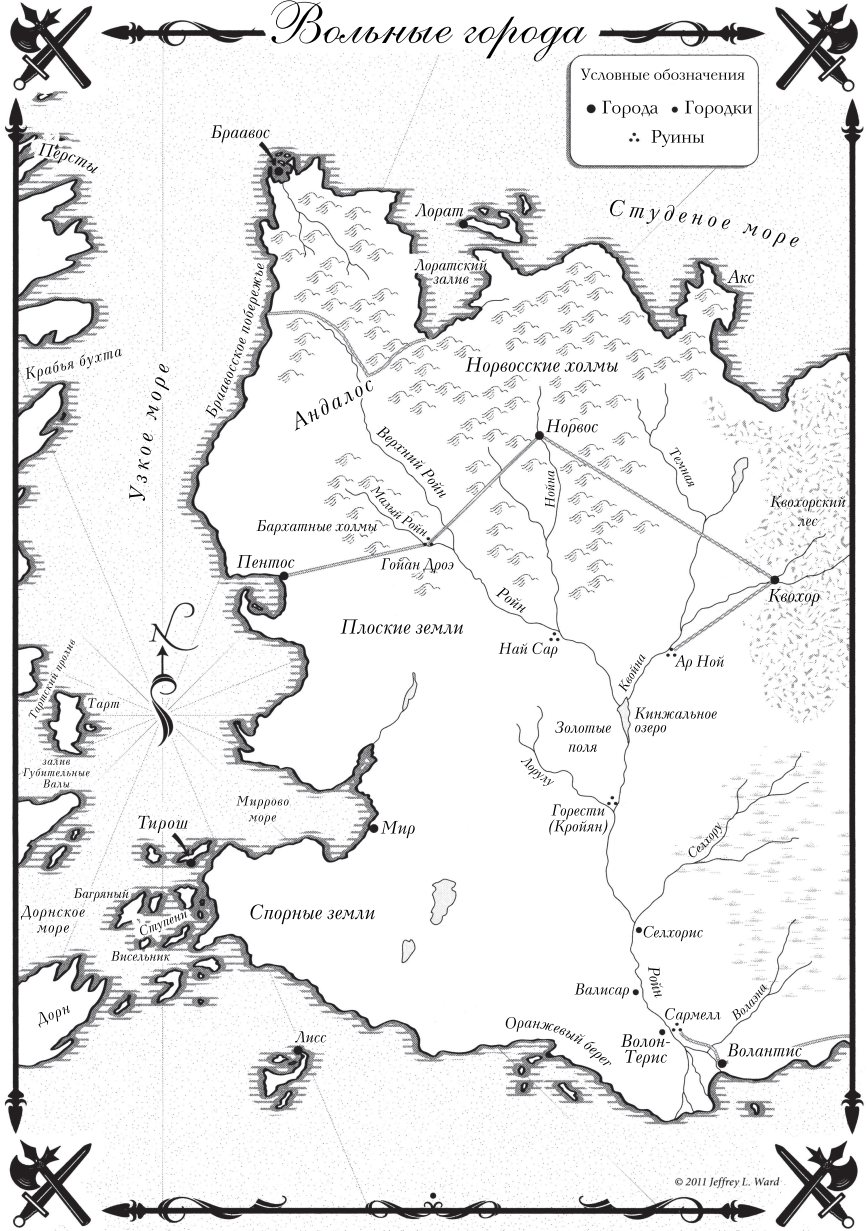 Вольные города
Условные обозначения
Города
Городки
Руины
Браавос
Персты
Лорат
Студеное море
Лоратский
залив
Акс
Браавосское побережье
Крабья бухта
Узкое море
Андалос
Норвосские холмы
Норвос
Верхний Ройн
Темная
Нойна
Малый Ройн
Квохорский
лес
Бархатные холмы
Пентос
Гойан Дроэ
Квохор
Ройн
Плоские земли
Най Сар
Ар Ной
Квойна
Тартский пролив
Тарт
Кинжальное
озеро
Золотые
поля
залив
Губительные
Валы
Лорулу
Миррово
море
Горести
(Кройян)
Тирош
Мир
Селхору
Багряный
Ступени
Дорнское
море
Спорные земли
Селхорис
Висельник
Ройн
Валисар
Волаэна
Дорн
Сармелл
Оранжевый берег
Лисс
Волон-
Терис
Волантис
© 2011 Jeffrey L. Ward